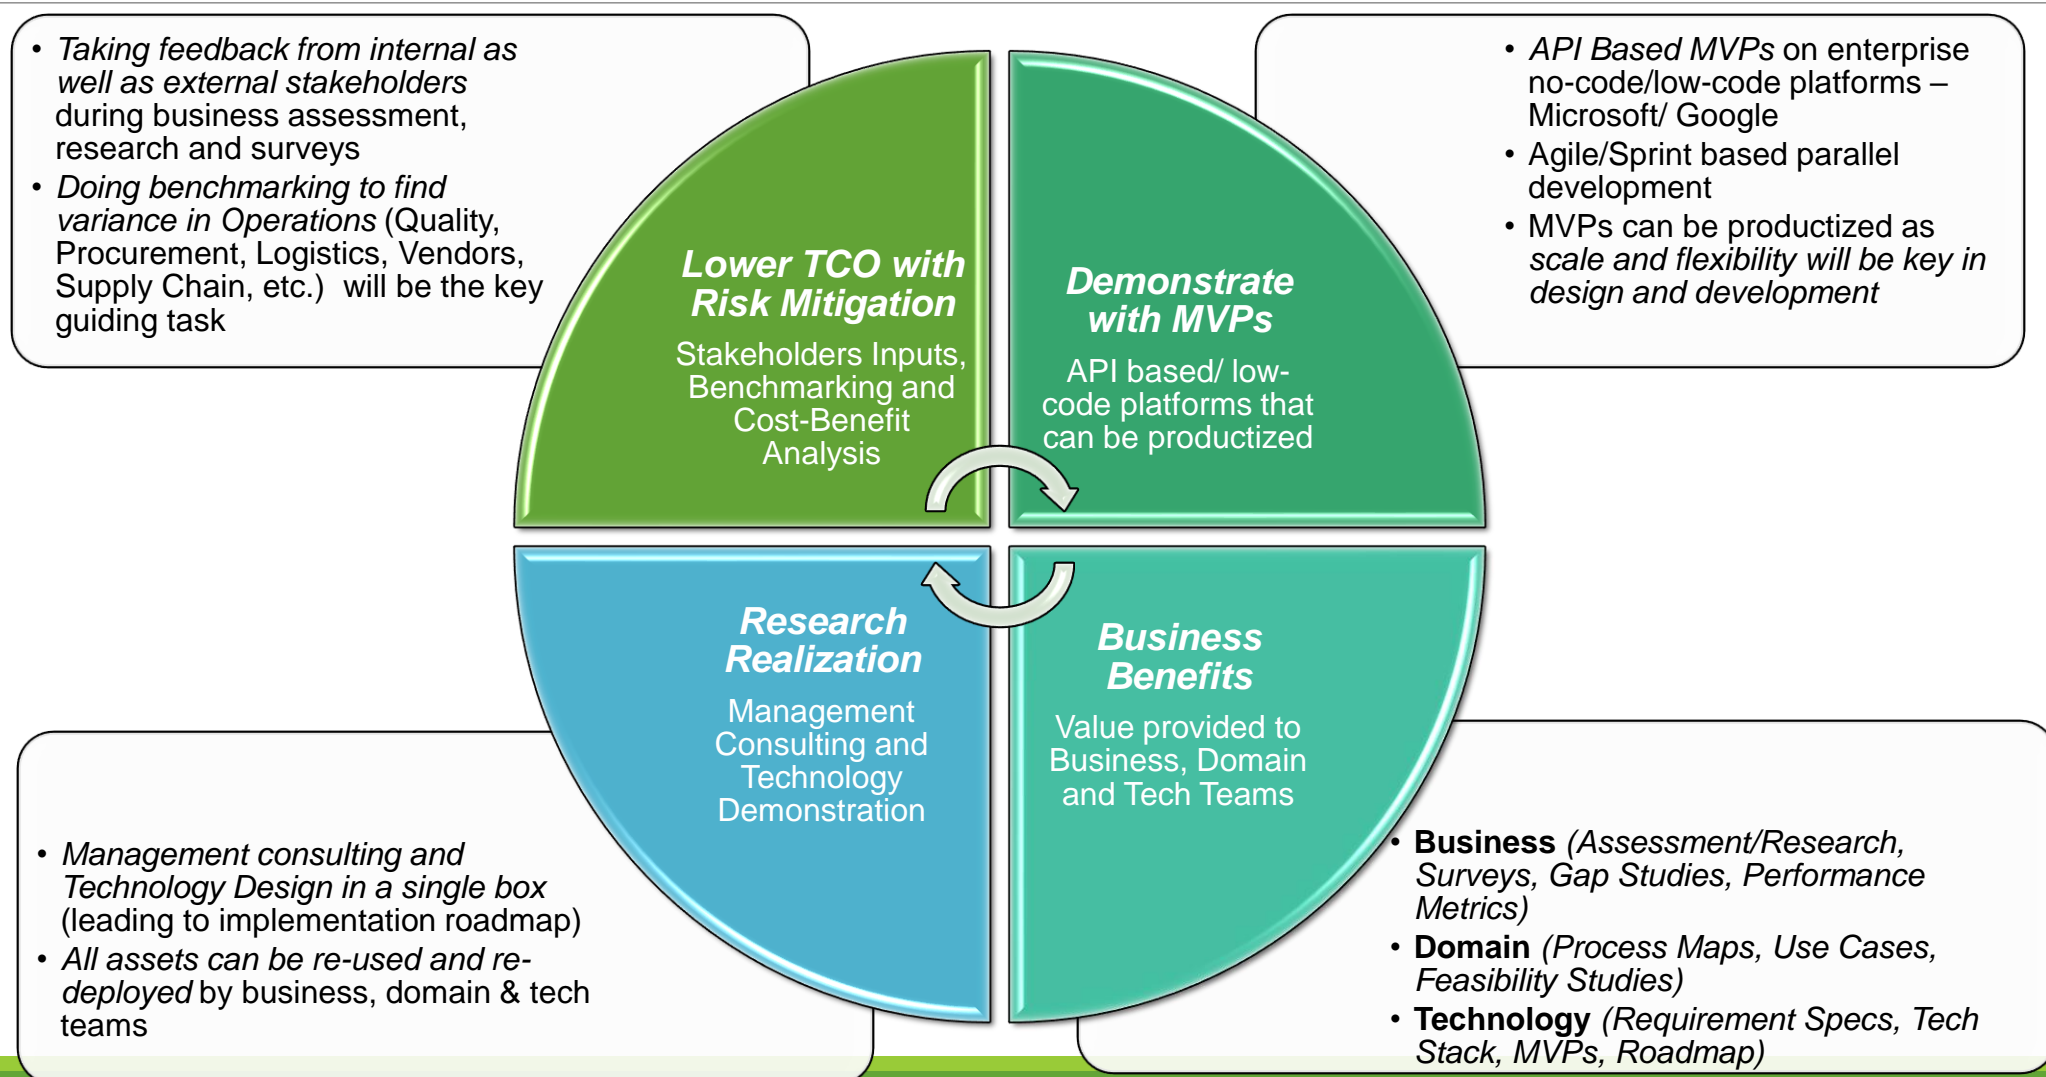 • Taking feedback from internal as
well as external stakeholders
during business assessment,
research and surveys
• Doing benchmarking to find
variance in Operations (Quality,
Procurement, Logistics, Vendors,
Supply Chain, etc.)  will be the key
guiding task
Lower TCO with
Risk Mitigation
Stakeholders Inputs,
Benchmarking and
Cost-Benefit
Analysis
Demonstrate
with MVPs
API based/ low-
code platforms that
can be productized
• API Based MVPs on enterprise
no-code/low-code platforms –
Microsoft/ Google
• Agile/Sprint based parallel
development
• MVPs can be productized as
scale and flexibility will be key in
design and development
• Management consulting and
Technology Design in a single box
(leading to implementation roadmap)
• All assets can be re-used and re-
deployed by business, domain & tech
teams
Research
Realization
Management
Consulting and
Technology
Demonstration
Business
Benefits
Value provided to
Business, Domain
and Tech Teams
• Business (Assessment/Research,
Surveys, Gap Studies, Performance
Metrics)
• Domain (Process Maps, Use Cases,
Feasibility Studies)
• Technology (Requirement Specs, Tech
Stack, MVPs, Roadmap)